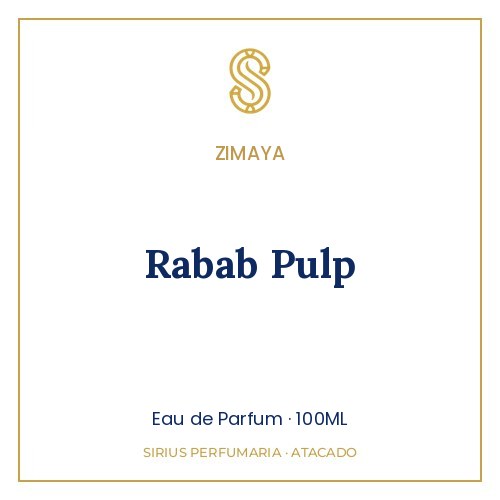 ZIMAYA
Rabab Pulp
Eau de Parfum · 100ML
SIRIUS PERFUMARIA · ATACADO